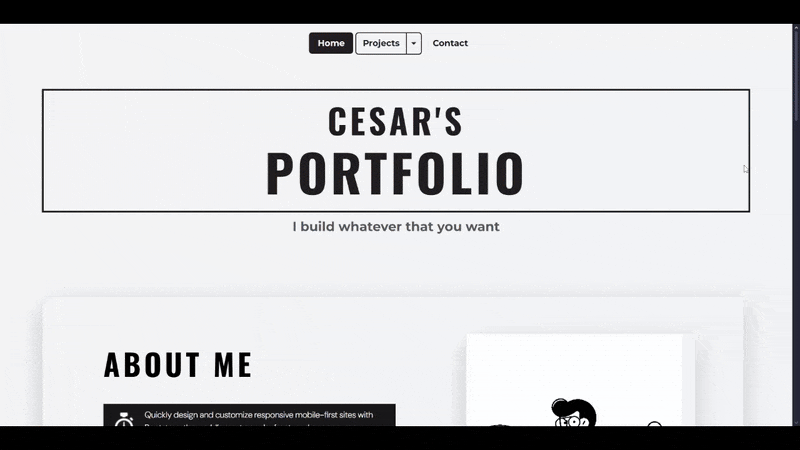 Home Projects Contact
CESAR'S
PORTFOLIO
I build whatever that you want
ABOUT ME
Quickly design and customize responsive mobile-first sites with